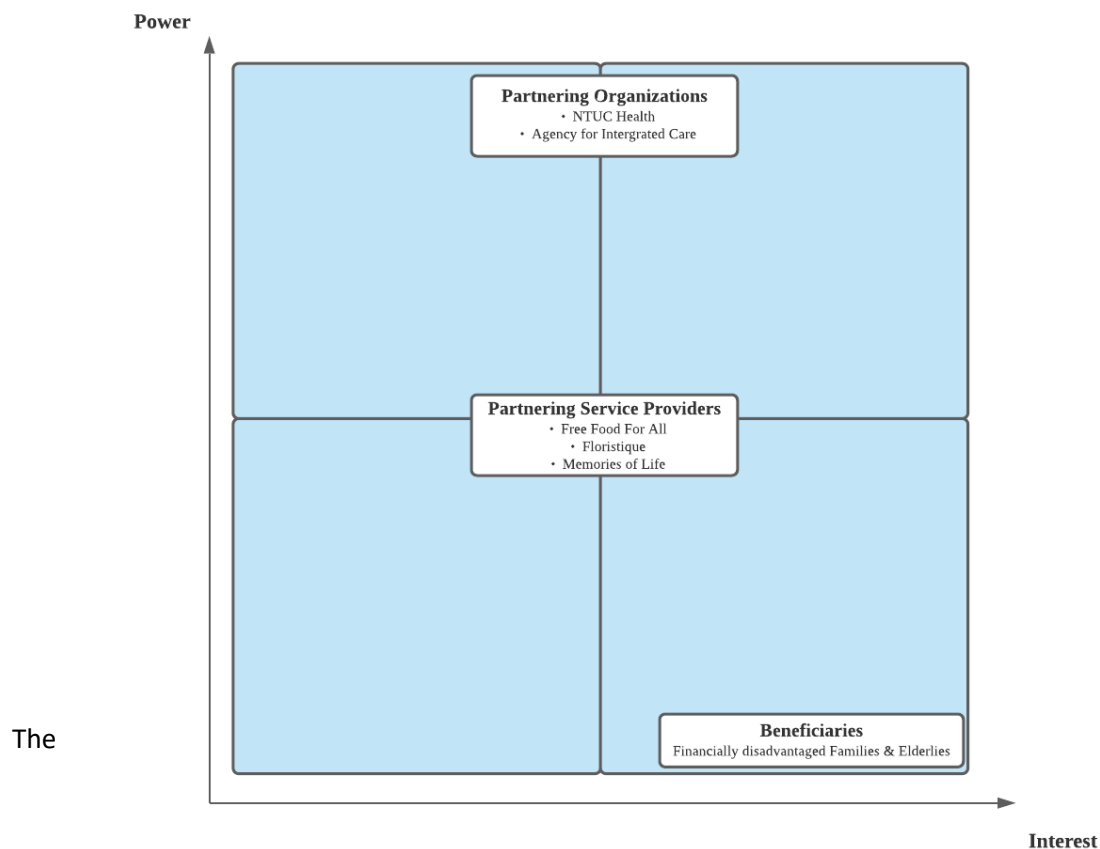 Power
Partnering Organizations
• NTUC Health
• Agency for Intergrated Care
Partnering Service Providers
• Free Food For All
• Floristique
• Memories of Life
Beneficiaries
Financially disadvantaged Families & Elderlies
The
Interest